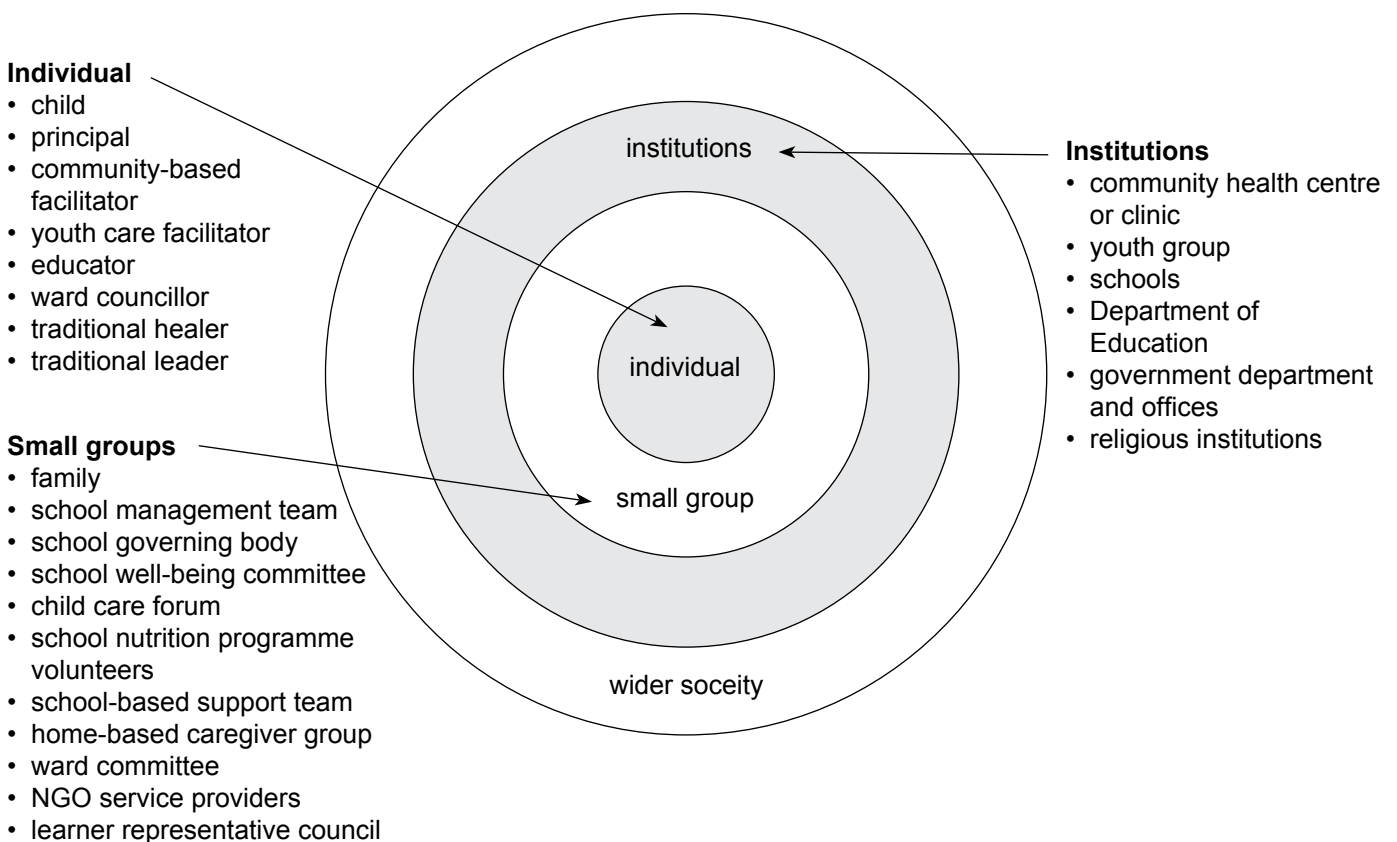 Individual
• child
• principal
• community-based
facilitator
• youth care facilitator
• educator
• ward councillor
• traditional healer
• traditional leader
Small groups
• family
• school management team
• school governing body
• school well-being committee
• child care forum
• school nutrition programme
volunteers
• school-based support team
• home-based caregiver group
• ward committee
• NGO service providers
• learner representative council
institutions
individual
small group
wider soceity
Institutions
• community health centre
or clinic
• youth group
• schools
• Department of
Education
• government department
and offices
• religious institutions